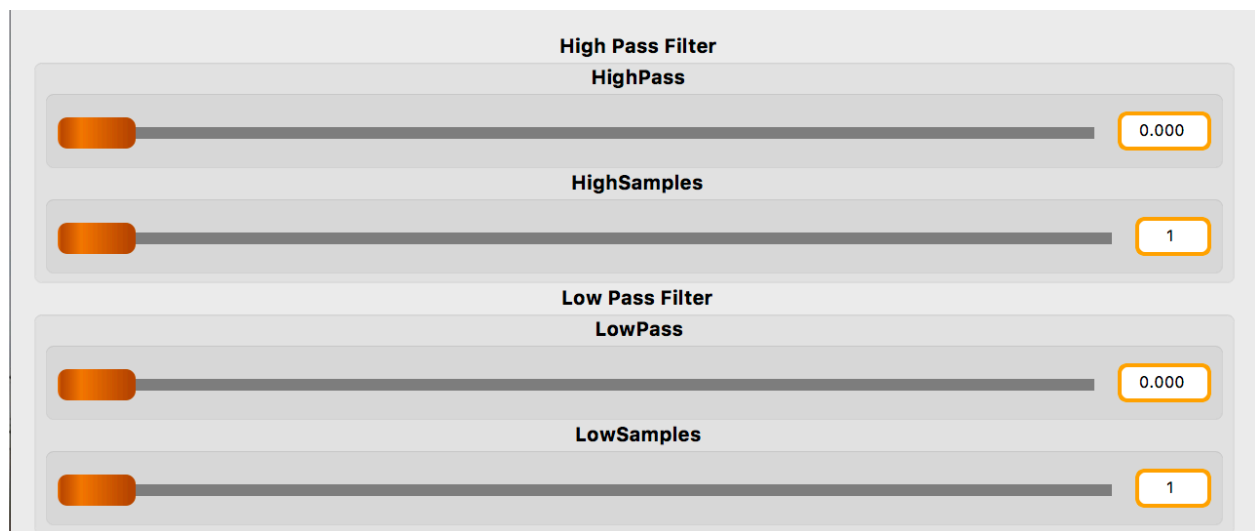 High Pass Filter
HighPass
0.000
HighSamples
1
Low Pass Filter
LowPass
0.000
LowSamples
1